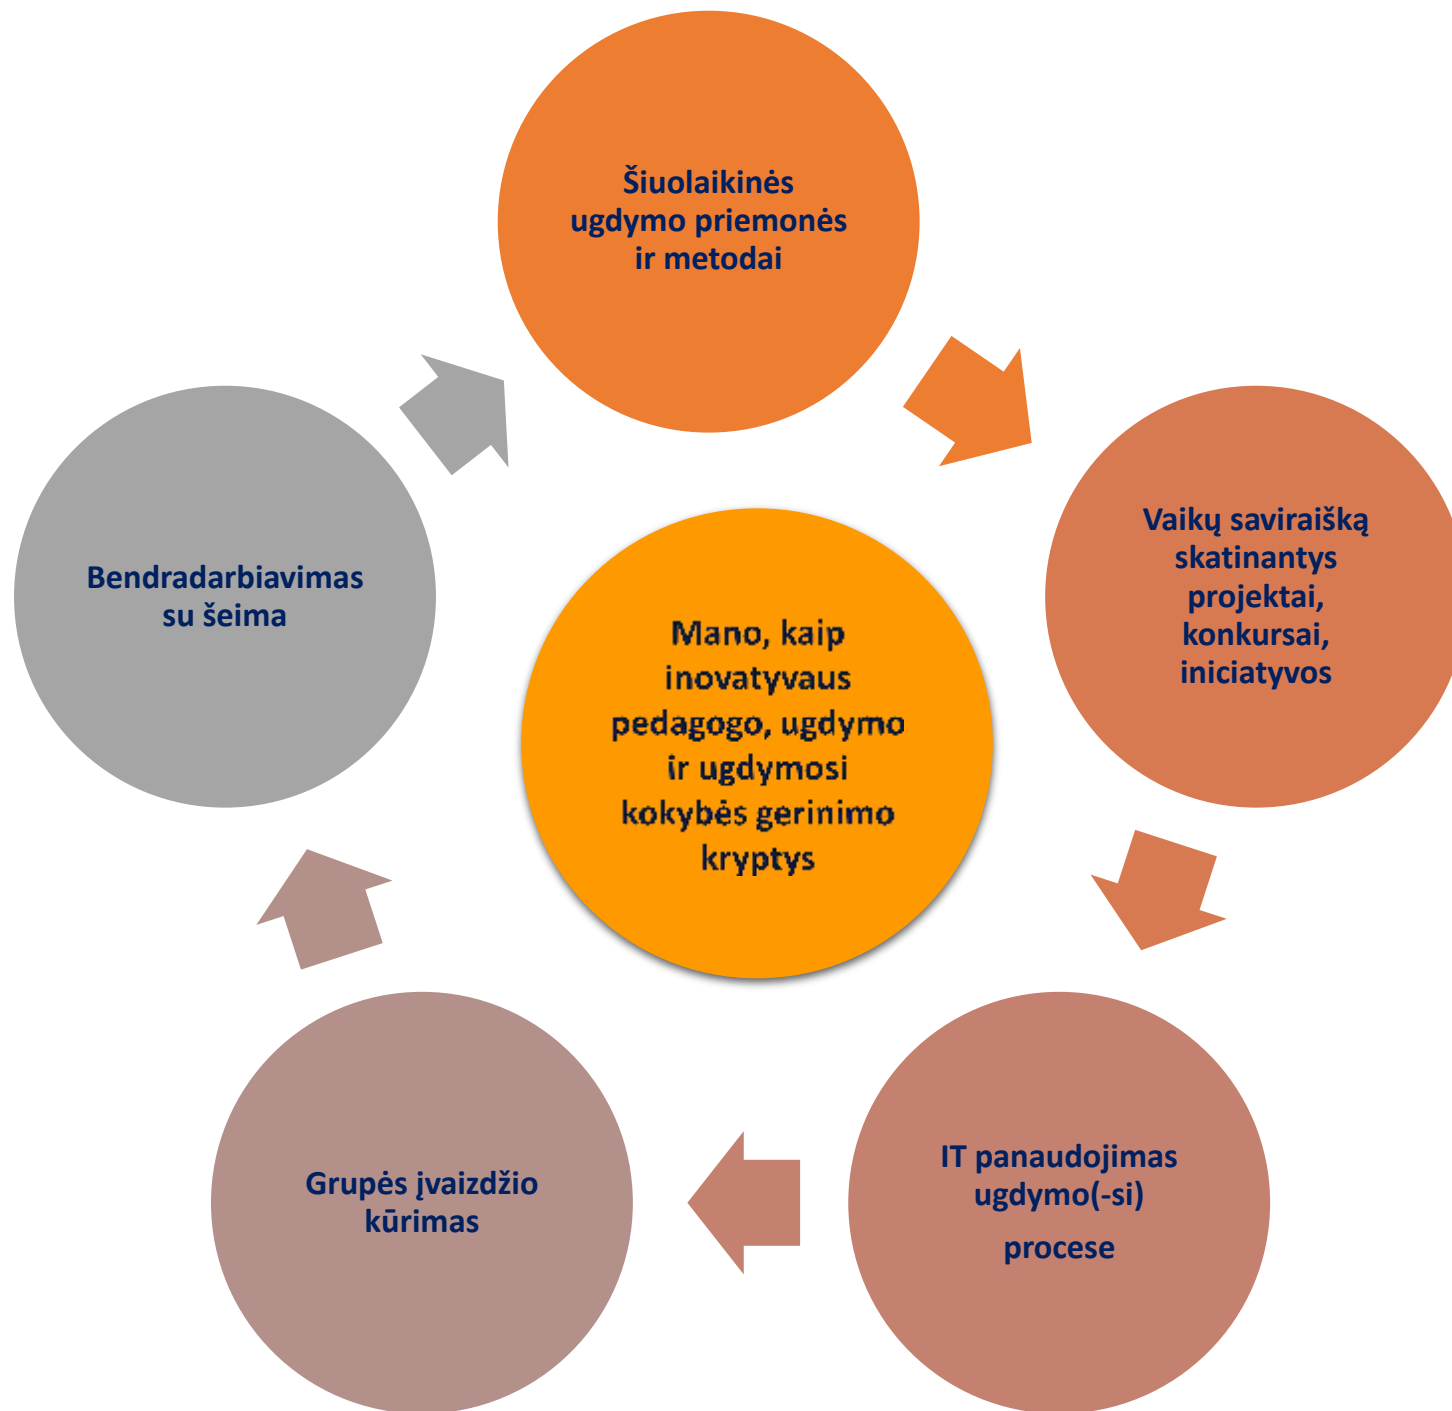 Šiuolaikinės
ugdymo priemonės
ir metodai
Vaikų saviraišką
skatinantys
projektai,
konkursai,
iniciatyvos
IT panaudojimas
ugdymo(-si)
procese
Grupės įvaizdžio
kūrimas
Bendradarbiavimas
su šeima
Mano, kaip
inovatyvaus
pedagogo, ugdymo
ir ugdymosi
kokybės gerinimo
kryptys